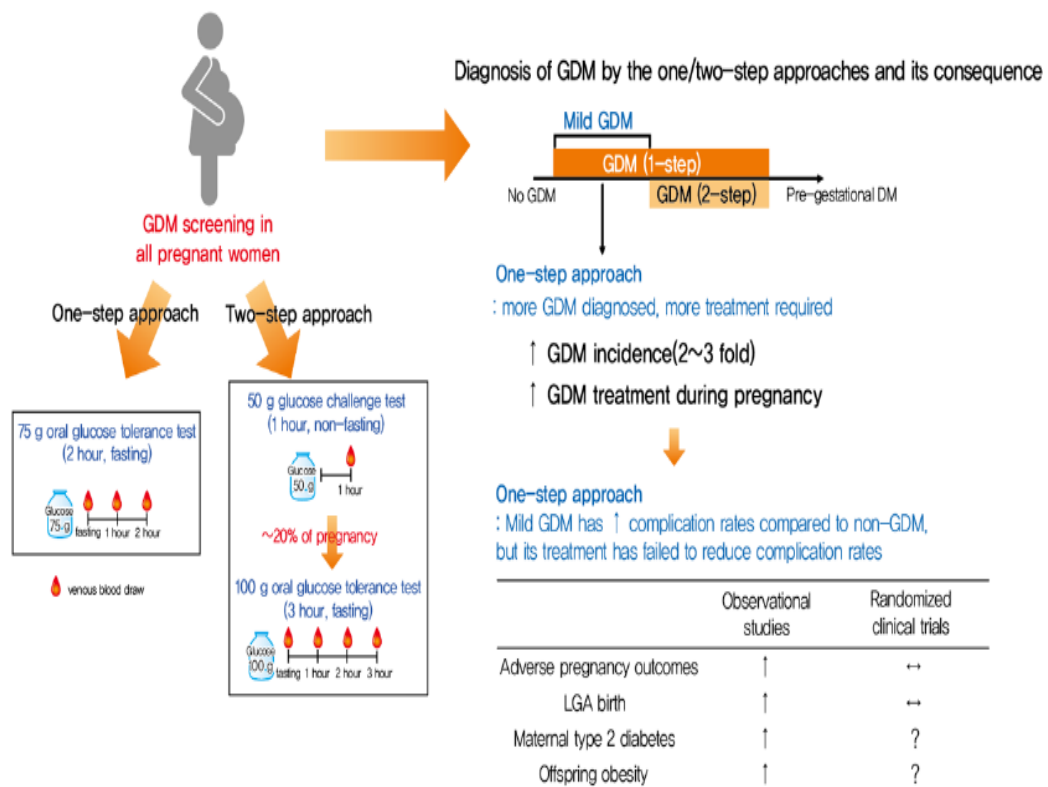 GDM screening in
all pregnant women
One-step approach
Two-step approach
75 g oral glucose tolerance test
(2 hour, fasting)
Glucose
75.g
fasting 1 hour 2 hour
venous blood draw
50 g glucose challenge test
(1 hour, non-fasting)
Glucose
50.g
1 hour
~20% of pregnancy
100 g oral glucose tolerance test
(3 hour, fasting)
Glucose
100.g
fasting 1 hour 2 hour 3 hour
Diagnosis of GDM by the one/two-step approaches and its consequence
Mild GDM
GDM (1-step)
No GDM GDM (2-step) Pre-gestational DM
One-step approach
: more GDM diagnosed, more treatment required
↑ GDM incidence(2~3 fold)
↑ GDM treatment during pregnancy
One-step approach
: Mild GDM has ↑ complication rates compared to non-GDM,
but its treatment has failed to reduce complication rates
Observational Randomized
studies clinical trials
Adverse pregnancy outcomes ↑ ↔
LGA birth ↑ ↔
Maternal type 2 diabetes ↑ ?
Offspring obesity ↑ ?